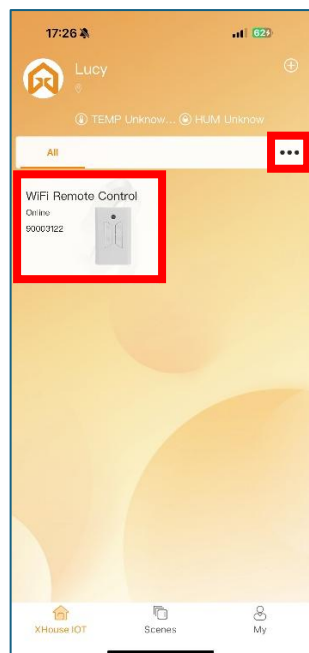 17:26
62
Lucy
TEMP Unknow... HUM Unknow
All
WiFi Remote Control
Online
90003122
XHouse IOT
Scenes
My